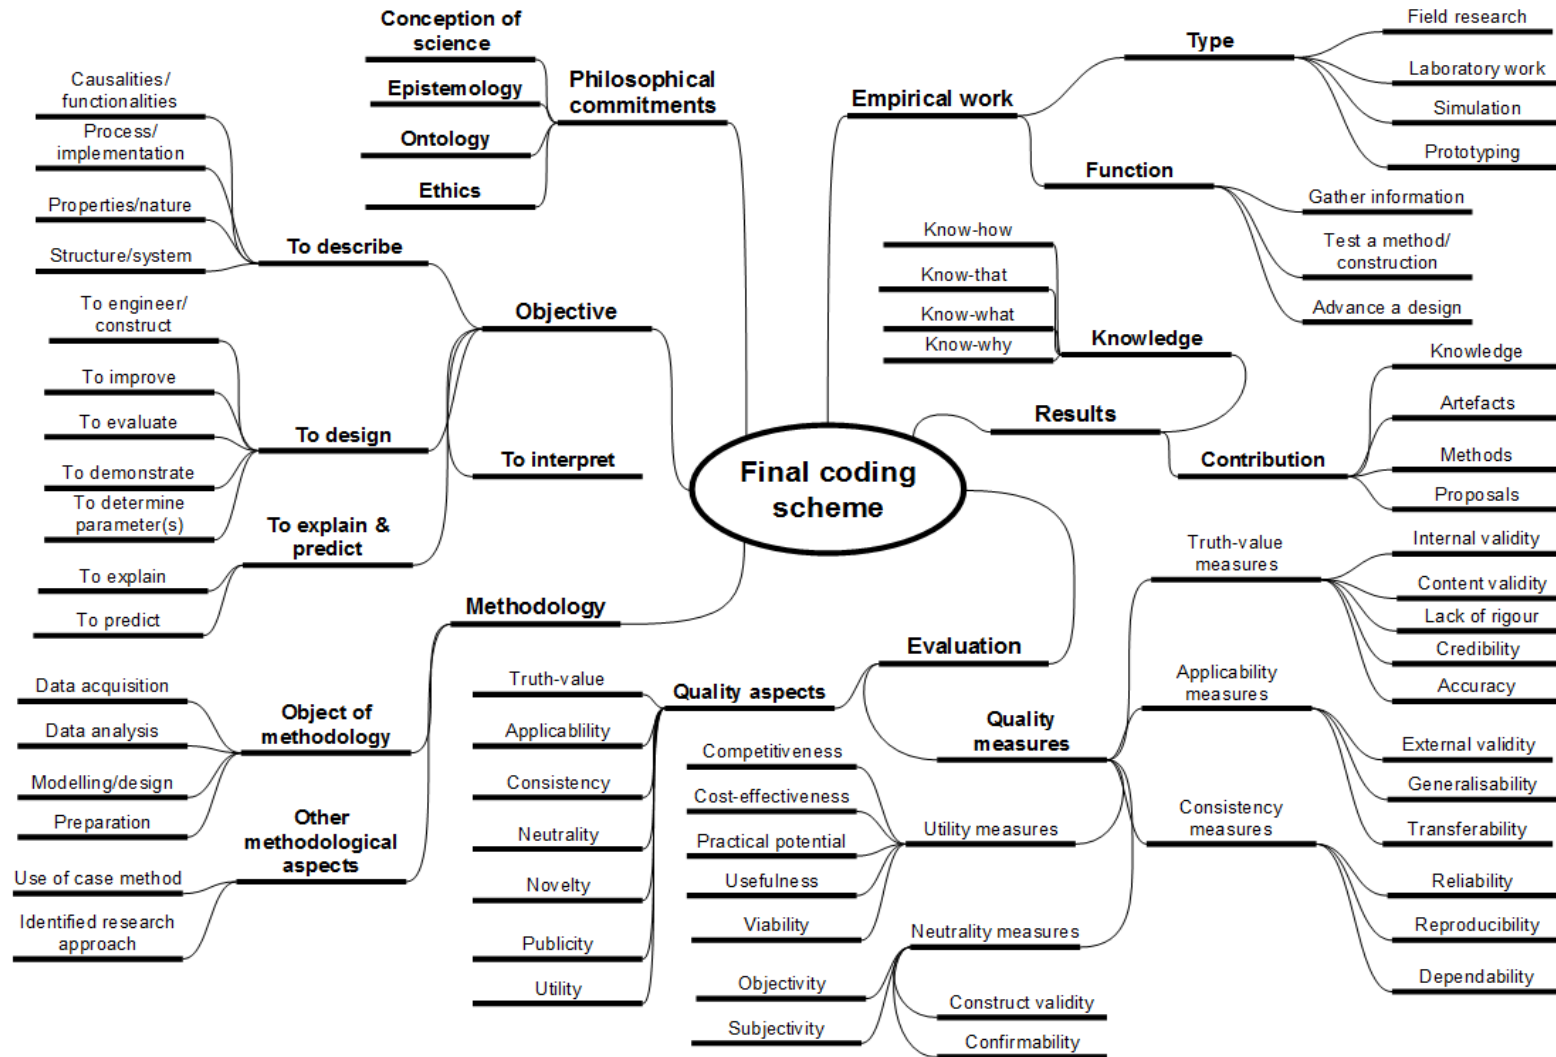 Final coding
scheme
Philosophical
commitments
Conception of
science
Epistemology
Ontology
Ethics
Objective
To describe
Causalities/
functionalities
Process/
implementation
Properties/nature
Structure/system
To design
To engineer/
construct
To improve
To evaluate
To demonstrate
To determine
parameter(s)
To interpret
To explain &
predict
To explain
To predict
Methodology
Object of
methodology
Data acquisition
Data analysis
Modelling/design
Preparation
Other
methodological
aspects
Use of case method
Identified research
approach
Empirical work
Type
Field research
Laboratory work
Simulation
Prototyping
Function
Gather information
Test a method/
construction
Advance a design
Results
Knowledge
Know-how
Know-that
Know-what
Know-why
Contribution
Knowledge
Artefacts
Methods
Proposals
Evaluation
Quality aspects
Truth-value
Applicablility
Consistency
Neutrality
Novelty
Publicity
Utility
Quality
measures
Truth-value
measures
Internal validity
Content validity
Lack of rigour
Credibility
Accuracy
Applicability
measures
External validity
Generalisability
Transferability
Consistency
measures
Reliability
Reproducibility
Dependability
Utility measures
Competitiveness
Cost-effectiveness
Practical potential
Usefulness
Viability
Neutrality measures
Objectivity
Subjectivity
Construct validity
Confirmability